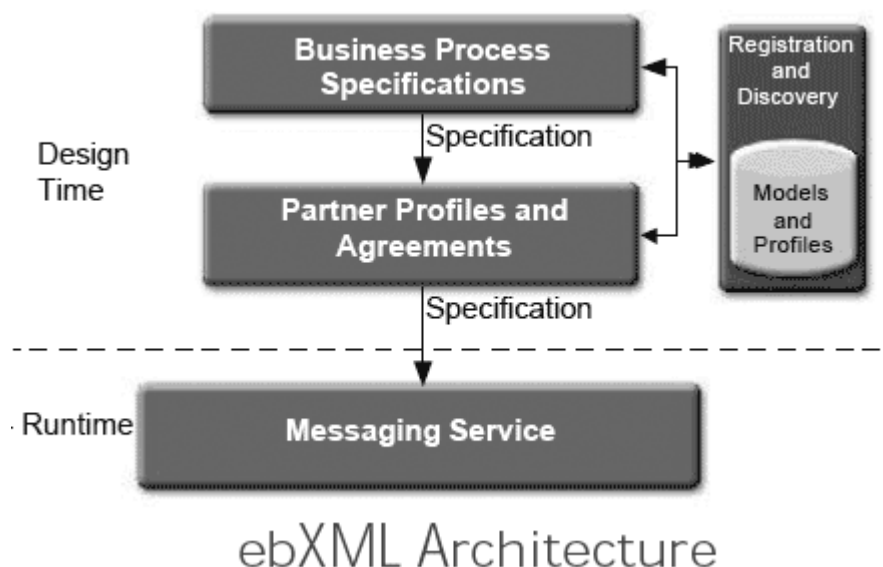 Business Process
Specifications
Registration
and
Discovery
Specification
Design
Time
Models
and
Profiles
Partner Profiles and
Agreements
Specification
Runtime
Messaging Service
ebXML Architecture